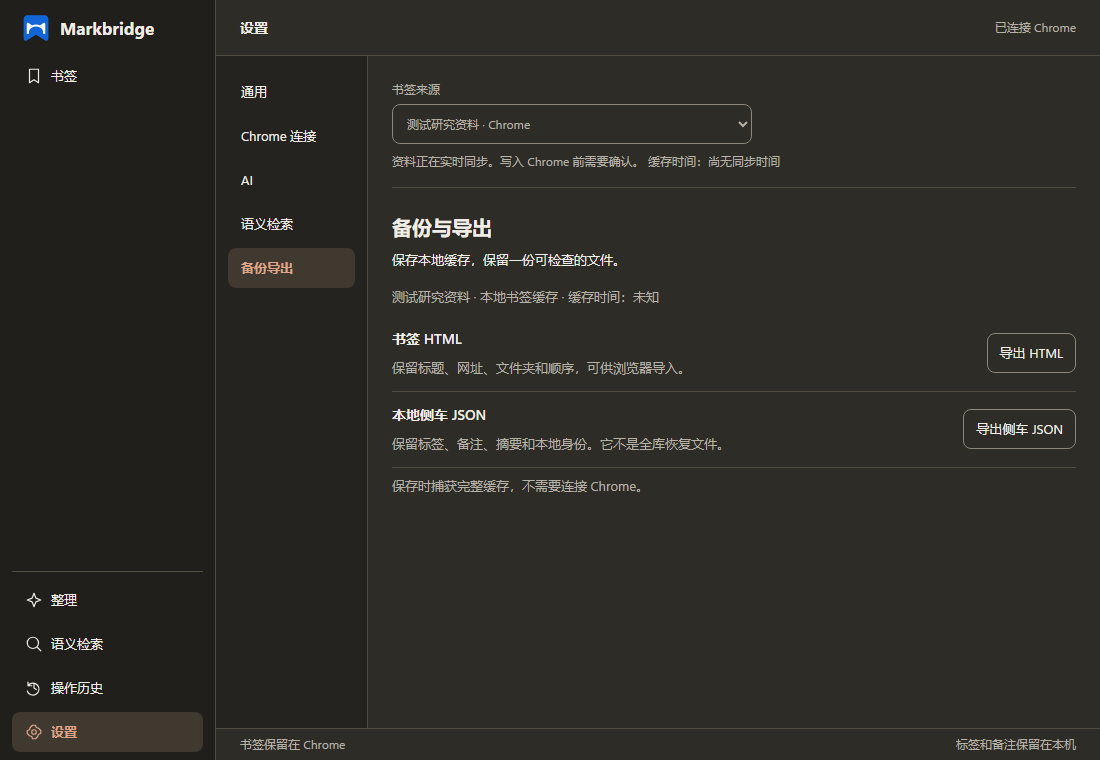 Markbridge
书签
整理
语义检索
操作历史
设置
设置
已连接 Chrome
通用
Chrome 连接
AI
语义检索
备份导出
书签来源
测试研究资料 · Chrome
资料正在实时同步。写入 Chrome 前需要确认。 缓存时间：尚无同步时间
备份与导出
保存本地缓存，保留一份可检查的文件。
测试研究资料 · 本地书签缓存 · 缓存时间：未知
书签 HTML
保留标题、网址、文件夹和顺序，可供浏览器导入。
导出 HTML
本地侧车 JSON
保留标签、备注、摘要和本地身份。它不是全库恢复文件。
导出侧车 JSON
保存时捕获完整缓存，不需要连接 Chrome。
书签保留在 Chrome
标签和备注保留在本机